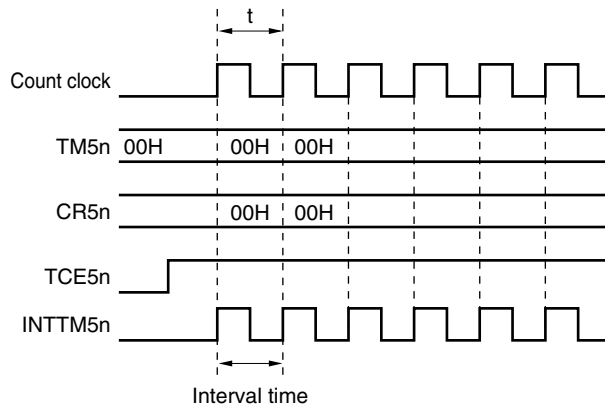 t
Count clock
TM5n 00H 00H 00H
CR5n 00H 00H
TCE5n
INTTM5n
Interval time